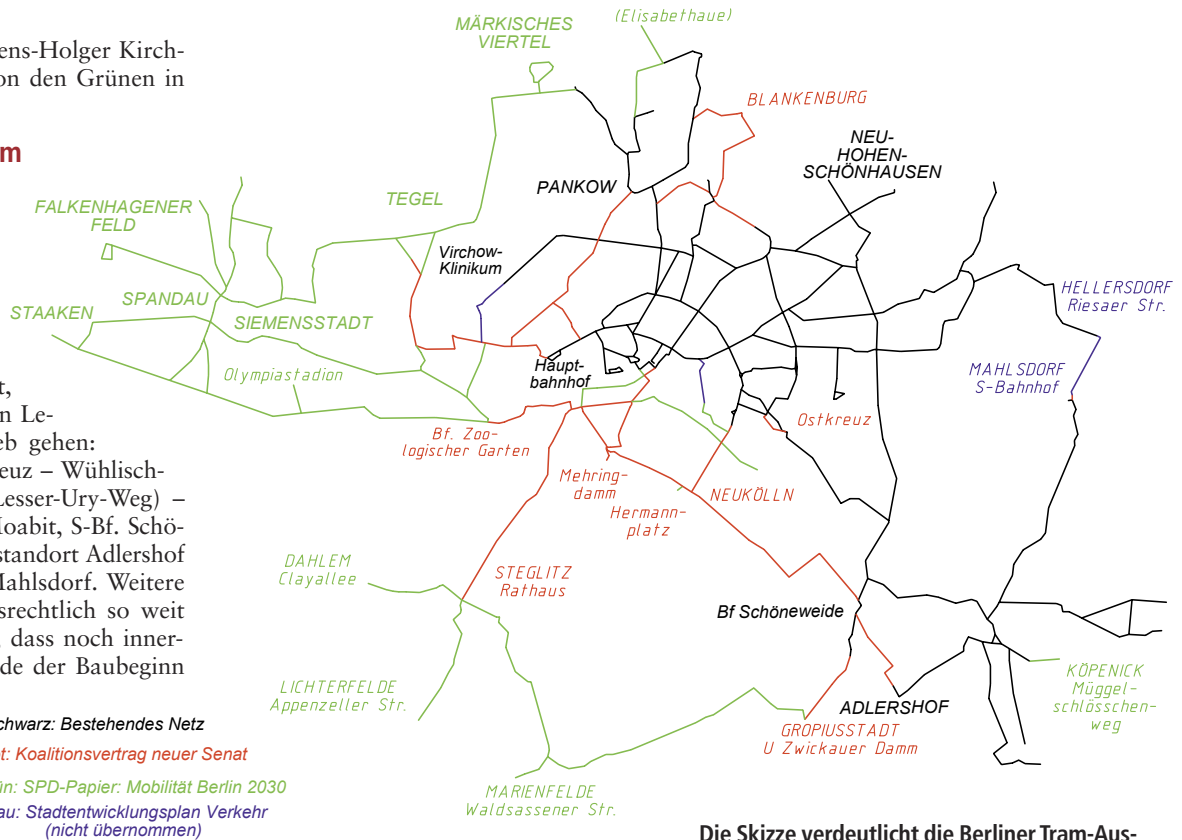 ens-Holger Kirch-
on den Grünen in
m
t,
n Le-
eb gehen:
euz – Wühlisch-
Lesser-Ury-Weg) –
Moabit, S-Bf. Schö-
standort Adlershof
Mahlsdorf. Weitere
srechtlich so weit
, dass noch inner-
de der Baubeginn
chwarz: Bestehendes Netz
ot: Koalitionsvertrag neuer Senat
ün: SPD-Papier: Mobilität Berlin 2030
au: Stadtentwicklungsplan Verkehr
(nicht übernommen)
(Elisabethaue)
MÄRKISCHES
VIERTEL
BLANKENBURG
NEU-
HOHEN-
SCHÖNHAUSEN
PANKOW
TEGEL
FALKENHAGENER
FELD
Virchow-
Klinikum
SPANDAU
STAAKEN
SIEMENSSTADT
HELLERSDORF
Riesaer Str.
Olympiastadion
Haupt-
bahnhof
MAHLSDORF
S-Bahnhof
Bf. Zoo-
logischer Garten
Ostkreuz
Mehring-
damm
Hermann-
platz
NEUKÖLLN
DAHLEM
Clayallee
STEGLITZ
Rathaus
Bf Schöneweide
LICHTERFELDE
Appenzeller Str.
ADLERSHOF
KÖPENICK
Müggel-
schlösschen-
weg
GROPIUSSTADT
U Zwickauer Damm
MARIENFELDE
Waldsassener Str.
Die Skizze verdeutlicht die Berliner Tram-Aus-